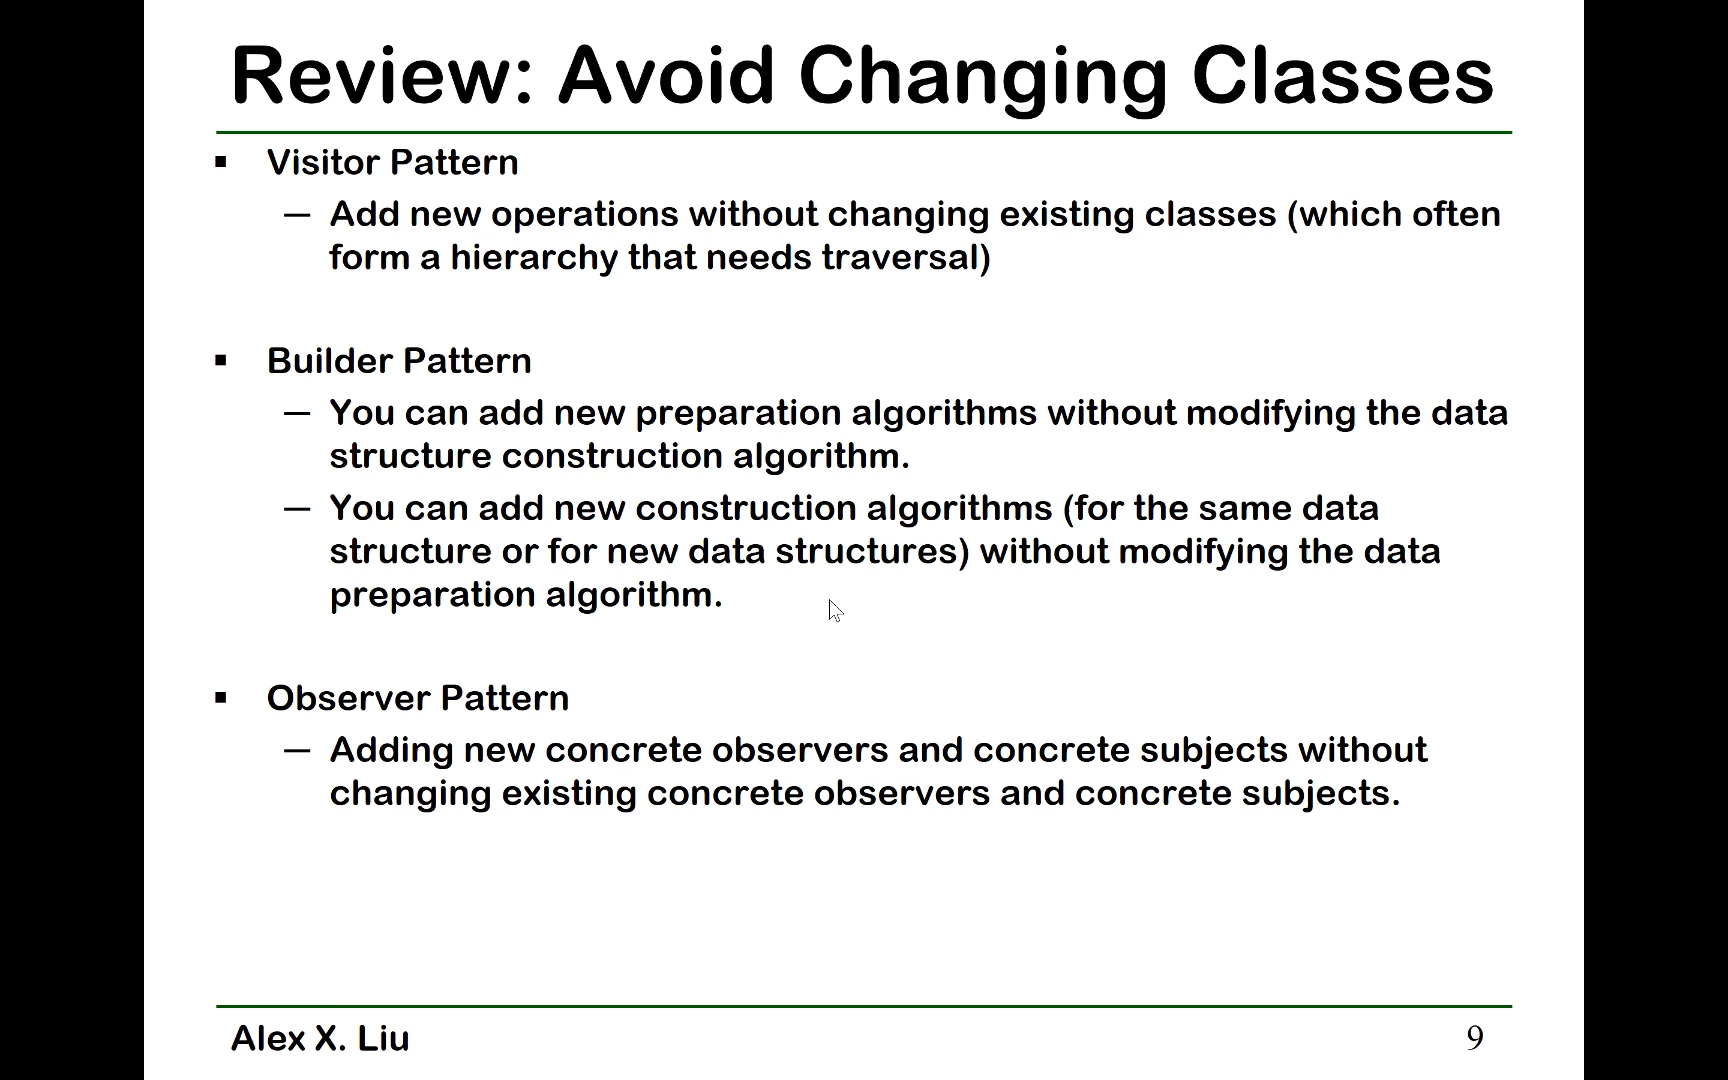 Review: Avoid Changing Classes
▪ Visitor Pattern
— Add new operations without changing existing classes (which often
form a hierarchy that needs traversal)
▪ Builder Pattern
— You can add new preparation algorithms without modifying the data
structure construction algorithm.
— You can add new construction algorithms (for the same data
structure or for new data structures) without modifying the data
preparation algorithm.
▪ Observer Pattern
— Adding new concrete observers and concrete subjects without
changing existing concrete observers and concrete subjects.
Alex X. Liu
9